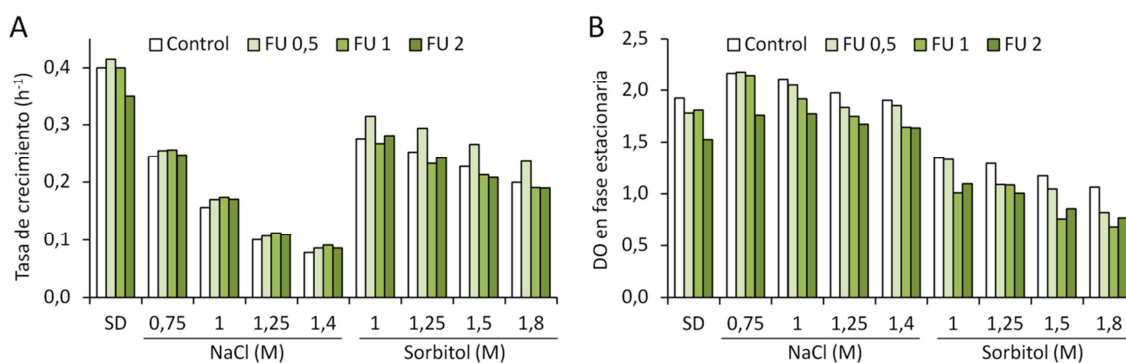 A
Control FU 0,5 FU 1 FU 2
Tasa de crecimiento (h⁻¹)
0,4
0,3
0,2
0,1
0,0
SD 0,75 1 1,25 1,4 1 1,25 1,5 1,8
NaCl (M) Sorbitol (M)
B
Control FU 0,5 FU 1 FU 2
DO en fase estacionaria
2,5
2,0
1,5
1,0
0,5
0,0
SD 0,75 1 1,25 1,4 1 1,25 1,5 1,8
NaCl (M) Sorbitol (M)